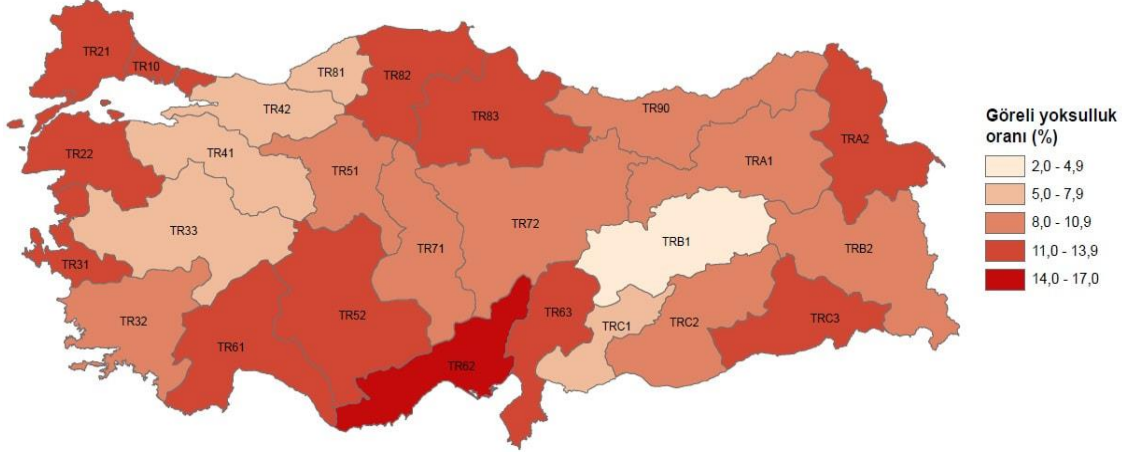 TR21
TR10
TR81
TR82
TR42
TR83
TR90
TR22
TR41
TR51
TRA1
TRA2
TR33
TR72
TR71
TRB1
TRB2
TR31
TR32
TR61
TR52
TR62
TR63
TRC1
TRC2
TRC3
Göreli yoksulluk
oranı (%)
2,0 - 4,9
5,0 - 7,9
8,0 - 10,9
11,0 - 13,9
14,0 - 17,0